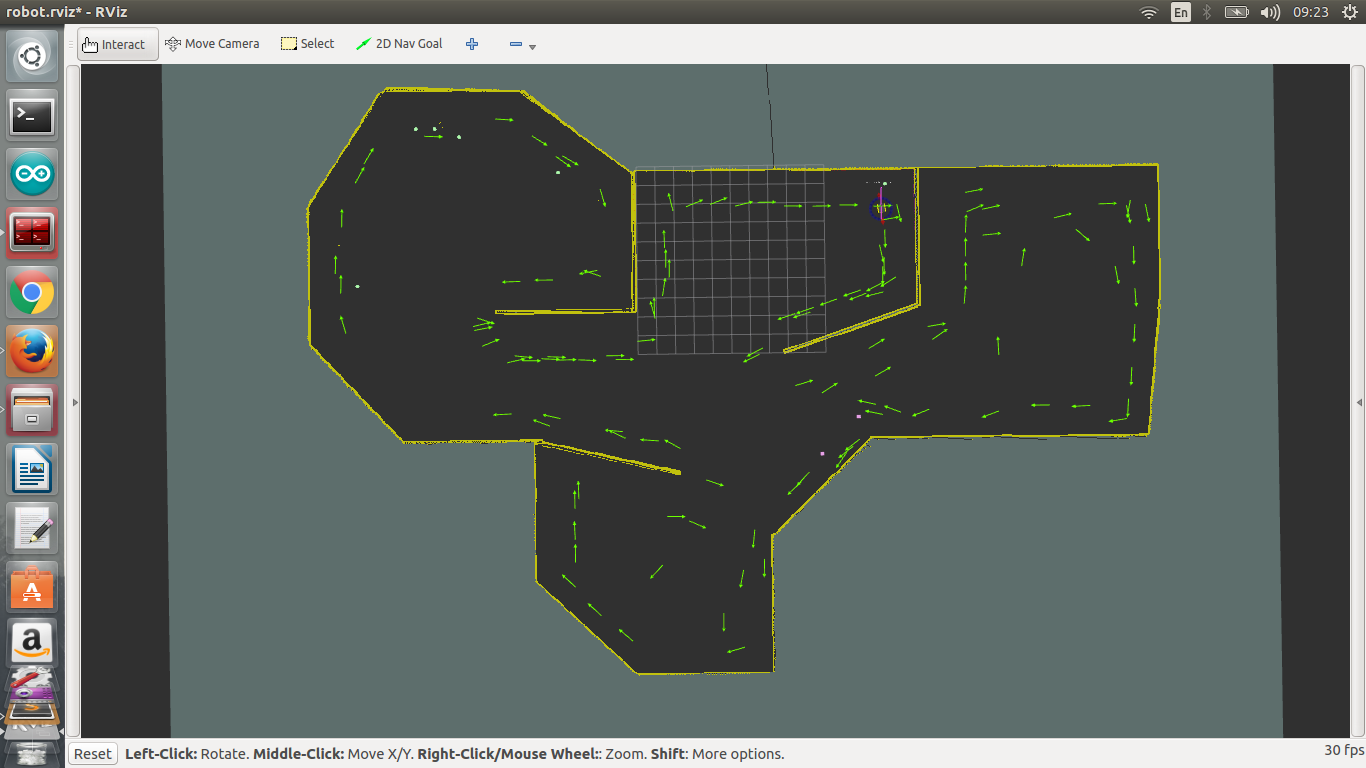 robot.rviz* - RViz
En
09:23
Interact
Move Camera
Select
2D Nav Goal
Reset
Left-Click: Rotate. Middle-Click: Move X/Y. Right-Click/Mouse Wheel:: Zoom. Shift: More options.
30 fps